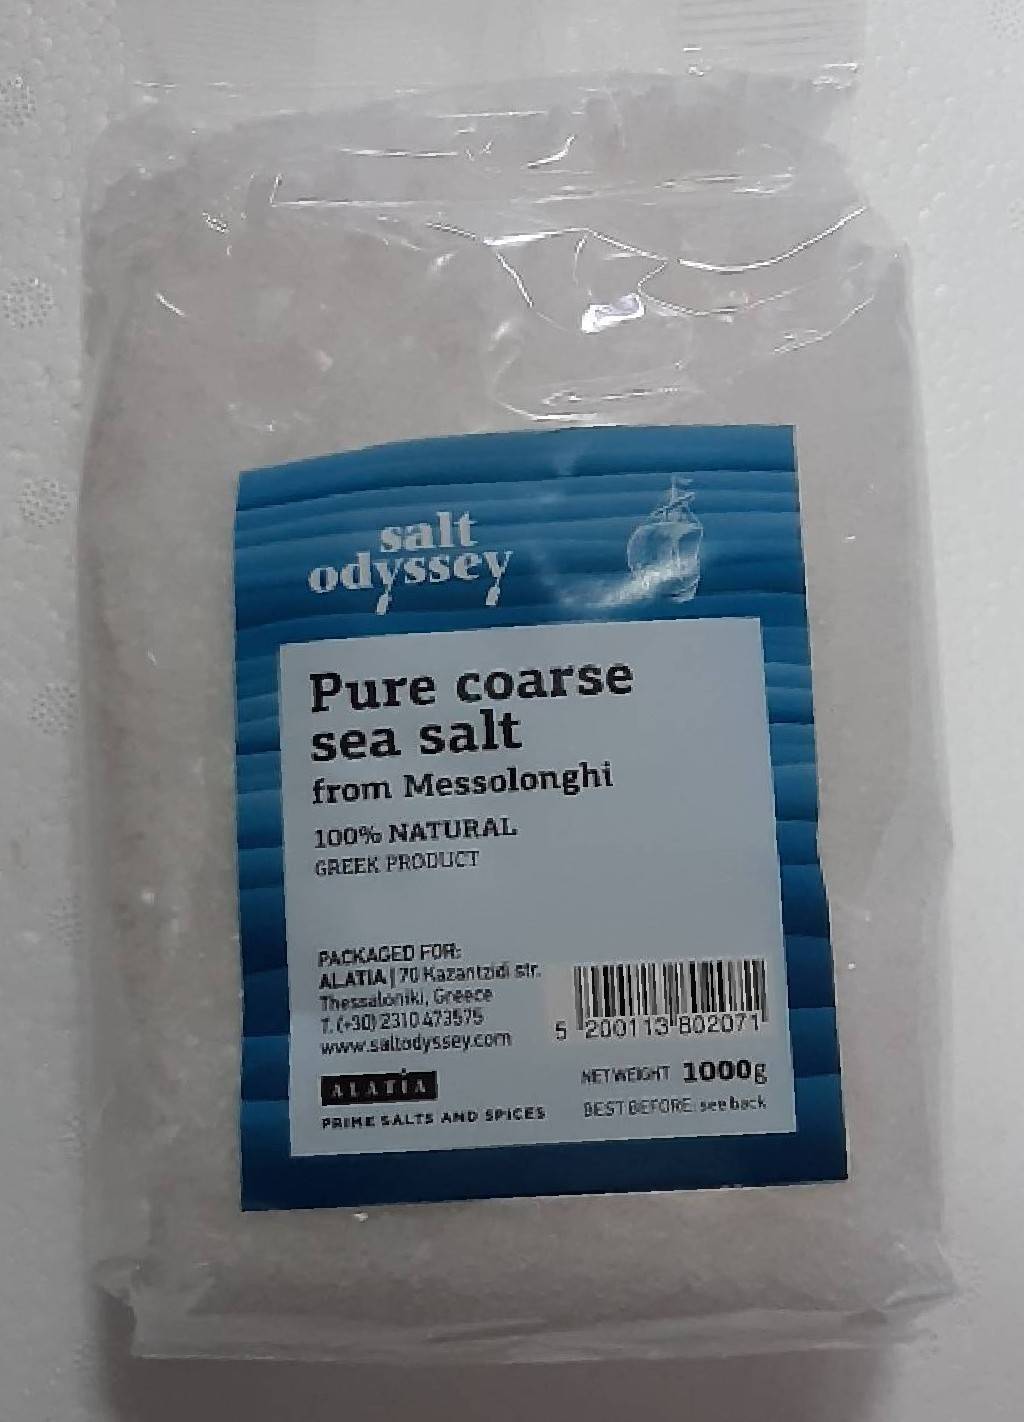 salt
odyssey
Pure coarse
sea salt
from Messolonghi
100% NATURAL
GREEK PRODUCT
PACKAGED FOR:
ALATIA | 70 Kazantzidi str.
Thessaloniki, Greece
T. (+30) 2310 473575
www.saltodyssey.com
ALATIA
PRIME SALTS AND SPICES
5 200113 802071
NET WEIGHT 1000g
BEST BEFORE: see back